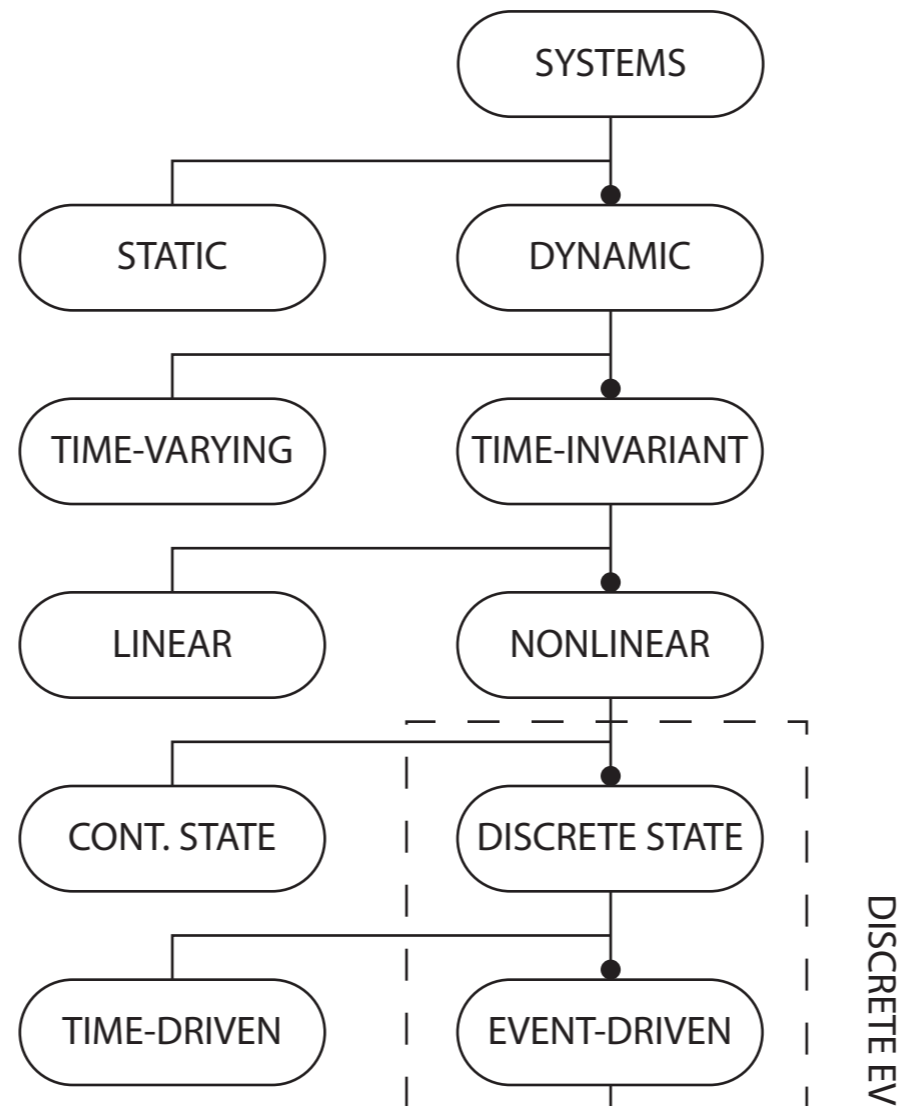 SYSTEMS
STATIC
DYNAMIC
TIME-VARYING
TIME-INVARIANT
LINEAR
NONLINEAR
CONT. STATE
DISCRETE STATE
TIME-DRIVEN
EVENT-DRIVEN
DISCRETE EV